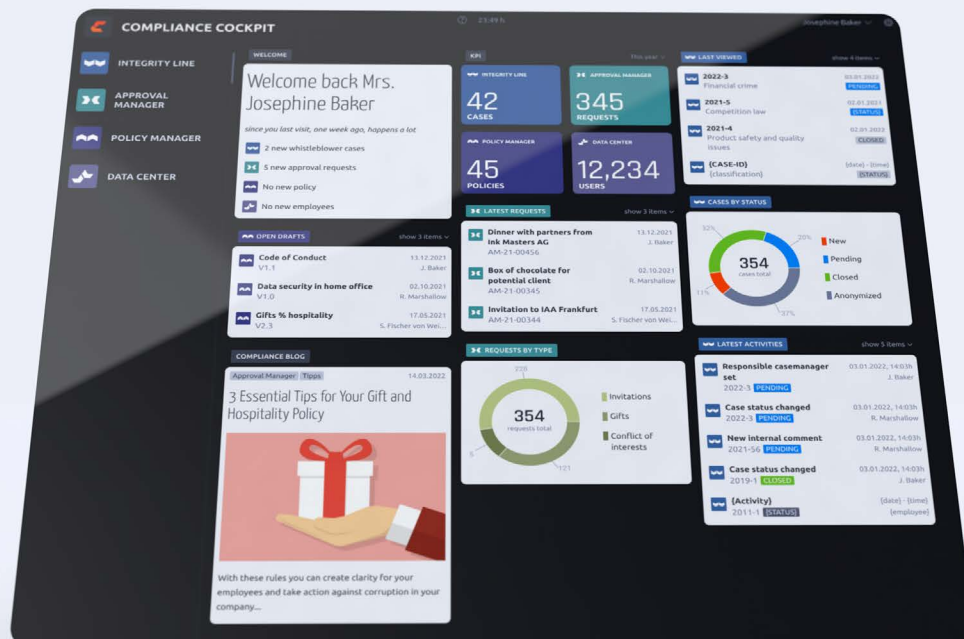 COMPLIANCE COCKPIT
23:49 h
Josephine Baker
INTEGRITY LINE
APPROVAL
MANAGER
POLICY MANAGER
DATA CENTER
WELCOME
Welcome back Mrs.
Josephine Baker
since you last visit, one week ago, happens a lot
2 new whistleblower cases
5 new approval requests
No new policy
No new employees
KPI
This year
INTEGRITY LINE
42
CASES
APPROVAL MANAGER
345
REQUESTS
POLICY MANAGER
45
POLICIES
DATA CENTER
12,234
USERS
LAST VIEWED
show 4 items
2022-3
03.01.2022
Financial crime
PENDING
2021-5
02.01.2021
Competition law
(STATUS)
2021-4
02.01.2021
Product safety and quality
issues
CLOSED
{CASE-ID}
{date} - {time}
{classification}
(STATUS)
OPEN DRAFTS
show 3 items
Code of Conduct
13.12.2021
V1.1
J. Baker
Data security in home office
02.10.2021
V1.0
R. Marshallow
Gifts % hospitality
17.05.2021
V2.3
S. Fischer von Wei...
LATEST REQUESTS
show 3 items
Dinner with partners from
Ink Masters AG
13.12.2021
J. Baker
AM-21-00456
Box of chocolate for
potential client
02.10.2021
R. Marshallow
AM-21-00345
Invitation to IAA Frankfurt
17.05.2021
AM-21-00344
S. Fischer von Wei...
CASES BY STATUS
32%
20%
11%
37%
354
cases total
New
Pending
Closed
Anonymized
COMPLIANCE BLOG
Approval Manager
Tipps
14.03.2022
3 Essential Tips for Your Gift and
Hospitality Policy
With these rules you can create clarity for your
employees and take action against corruption in your
company...
REQUESTS BY TYPE
228
5
121
354
requests total
Invitations
Gifts
Conflict of
interests
LATEST ACTIVITIES
show 5 items
Responsible casemanager
set
03.01.2022, 14:03h
J. Baker
2022-3 PENDING
Case status changed
03.01.2022, 14:03h
2022-3 PENDING
R. Marshallow
New internal comment
03.01.2022, 14:03h
2021-56 PENDING
R. Marshallow
Case status changed
03.01.2022, 14:03h
2019-1 CLOSED
J. Baker
{Activity}
{date} - {time}
2011-1 (STATUS)
{employee}